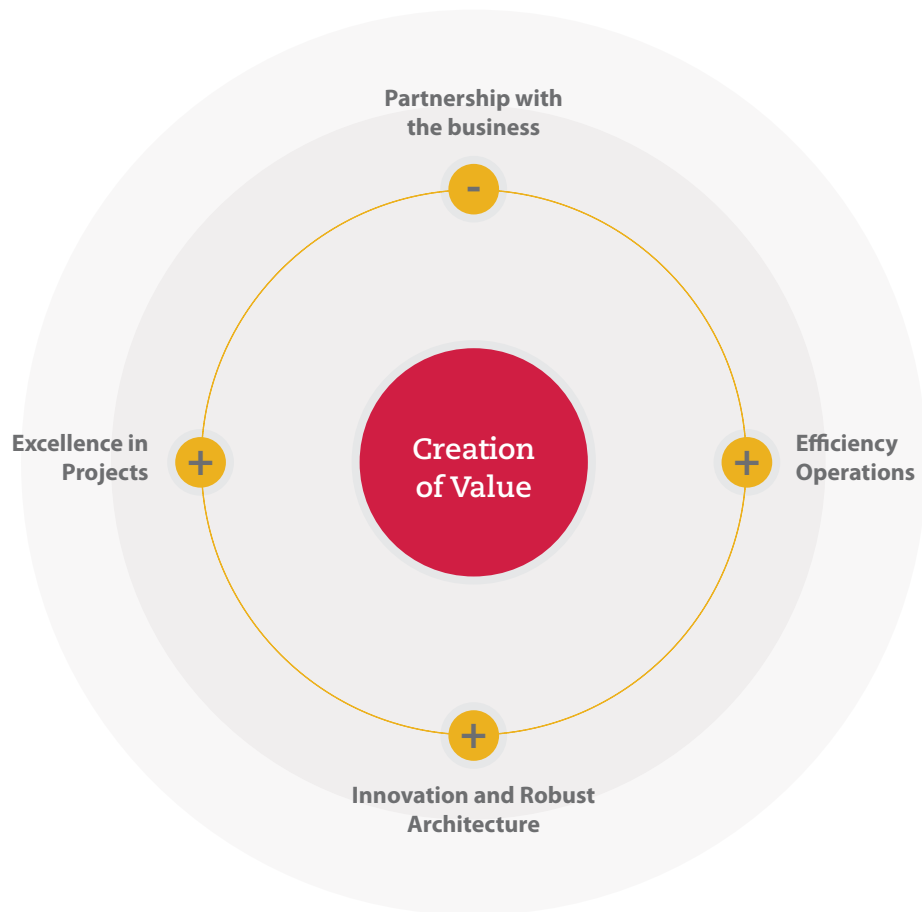 Partnership with
the business
-
Excellence in
Projects
+
Creation
of Value
+
Efficiency
Operations
+
Innovation and Robust
Architecture